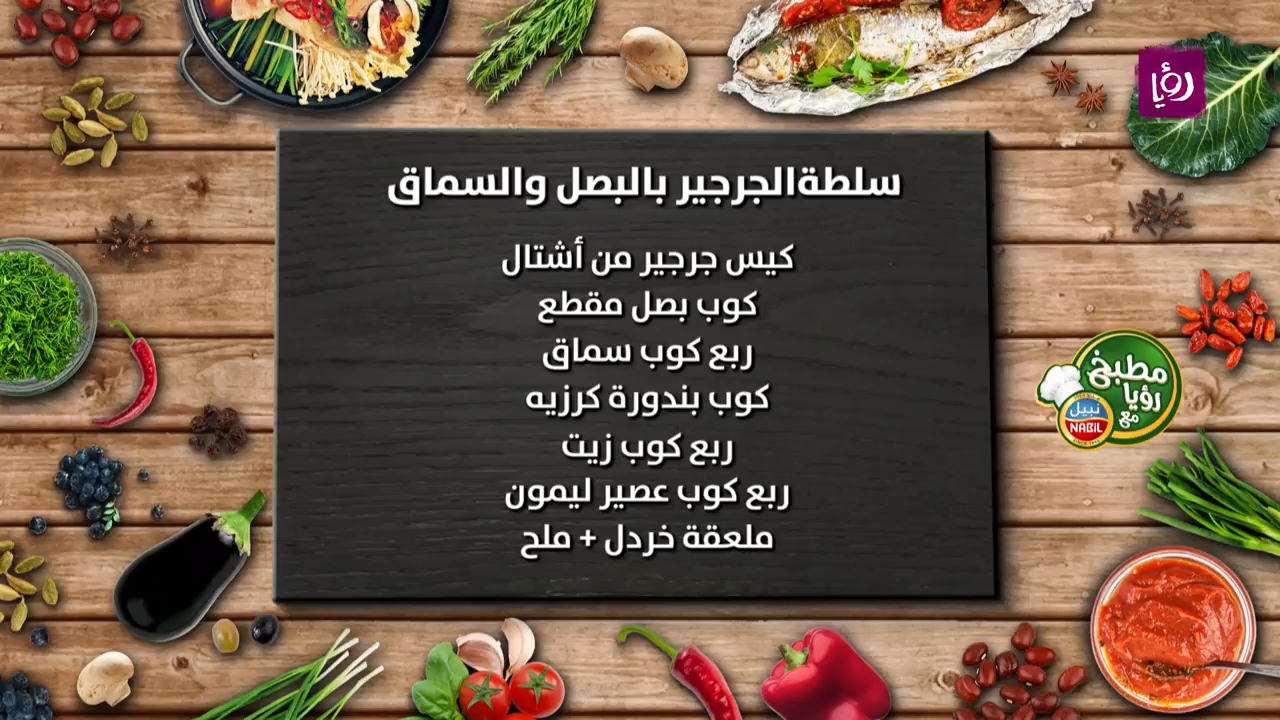 رؤيا
سلطةالجرجير بالبصل والسماق
كيس جرجير من أشتال
كوب بصل مقطع
ربع كوب سماق
كوب بندورة كرزيه
ربع كوب زيت
ربع كوب عصير ليمون
ملعقة خردل + ملح
مطبخ
رؤيا
مع
نبيل
NABIL